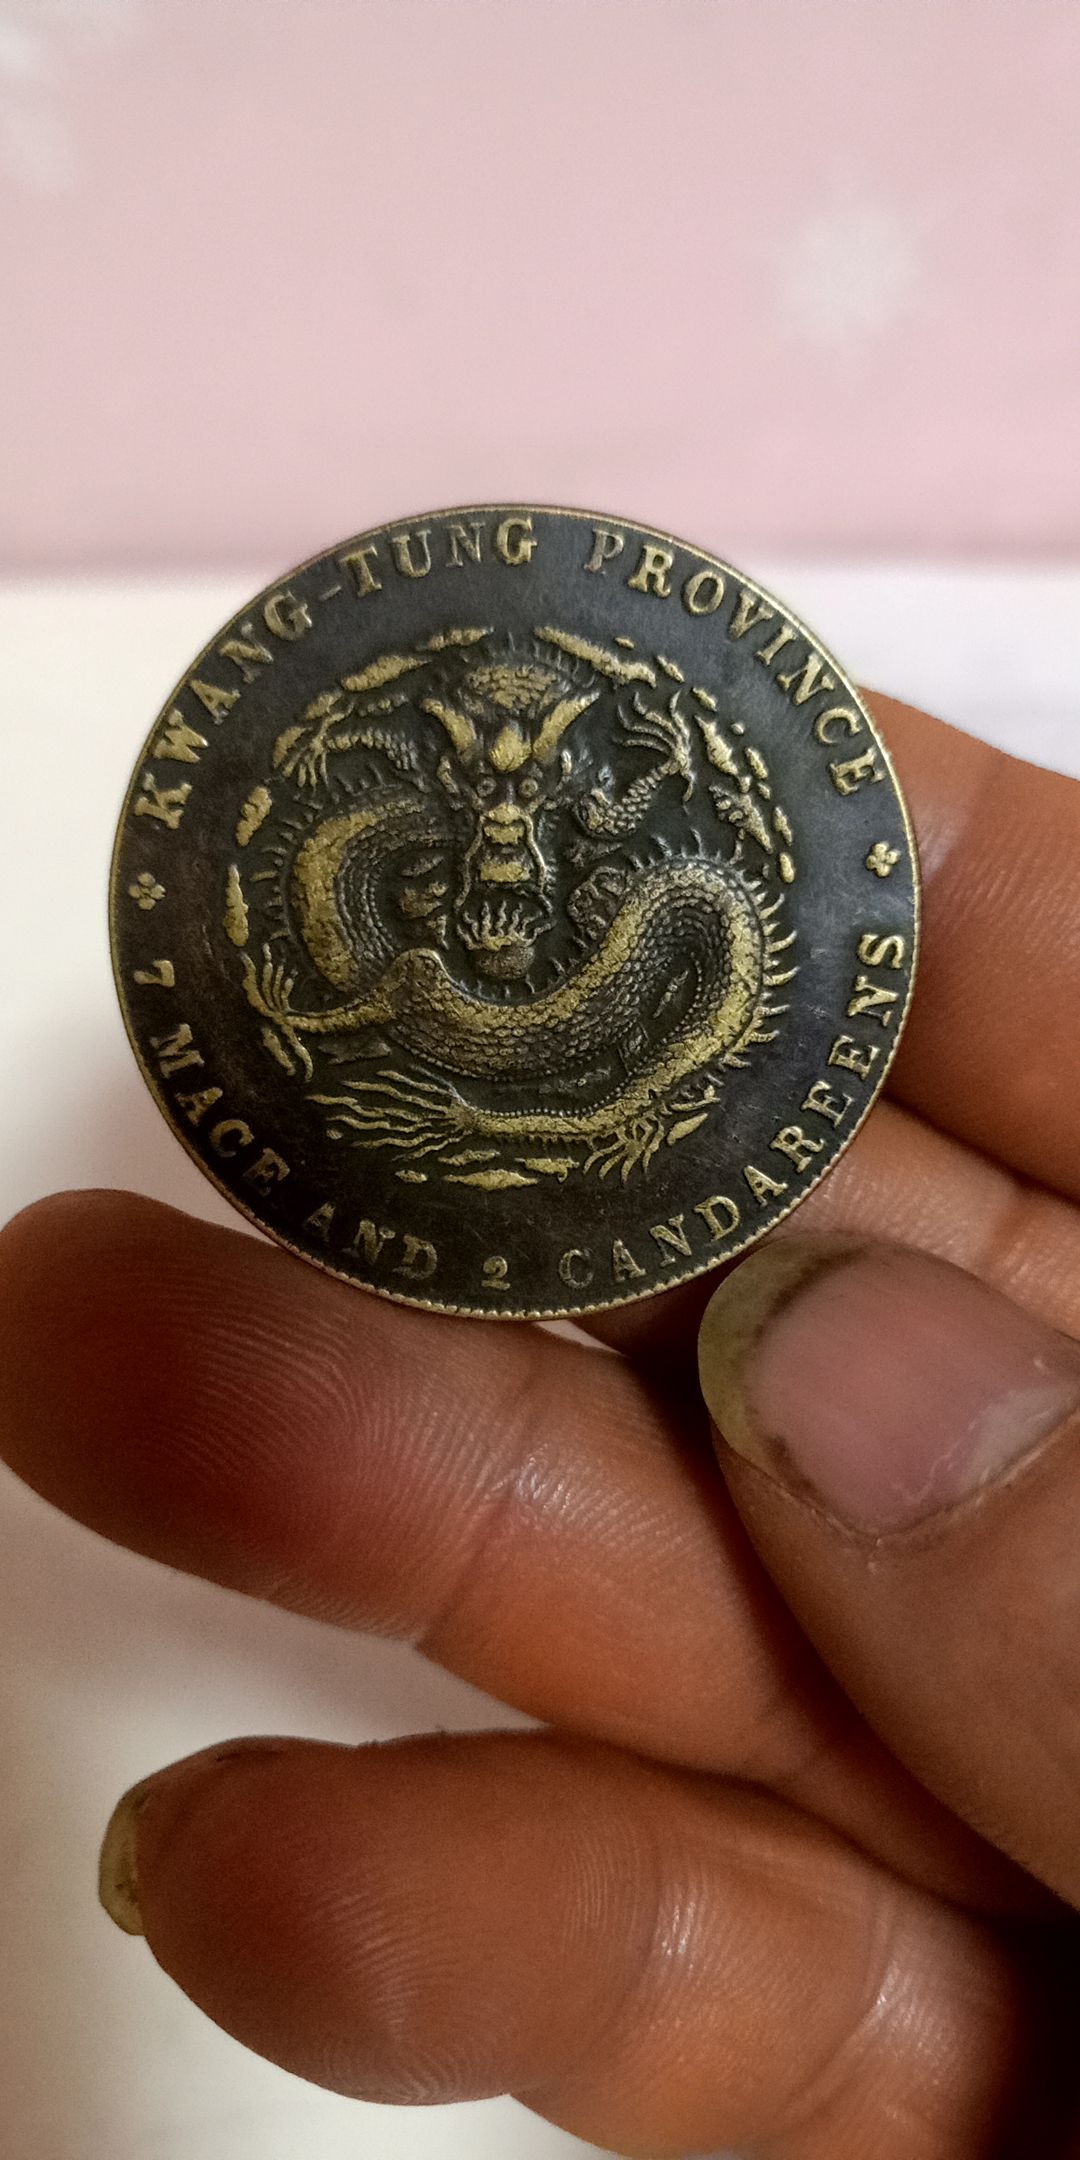 KWANG-TUNG PROVINCE
7 MACE AND 2 CANDAREENS